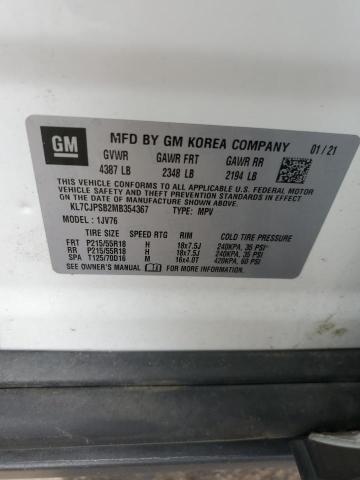 GM
MFD BY GM KOREA COMPANY 01/21
GVWR GAWR FRT GAWR RR
4387 LB 2348 LB 2194 LB
THIS VEHICLE CONFORMS TO ALL APPLICABLE U.S. FEDERAL MOTOR
VEHICLE SAFETY AND THEFT PREVENTION STANDARDS IN
EFFECT ON THE DATE OF MANUFACTURE SHOWN ABOVE.
KL7CJPSB2MB354367 TYPE: MPV
MODEL : 1JV76
TIRE SIZE SPEED RTG RIM COLD TIRE PRESSURE
FRT P215/55R18 H 18x7.5J 240KPA, 35 PSI
RR P215/55R18 H 18x7.5J 240KPA, 35 PSI
SPA T125/70D16 M 16x4.0T 420KPA, 60 PSI
SEE OWNER'S MANUAL FOR ADDITIONAL INFORMATION.